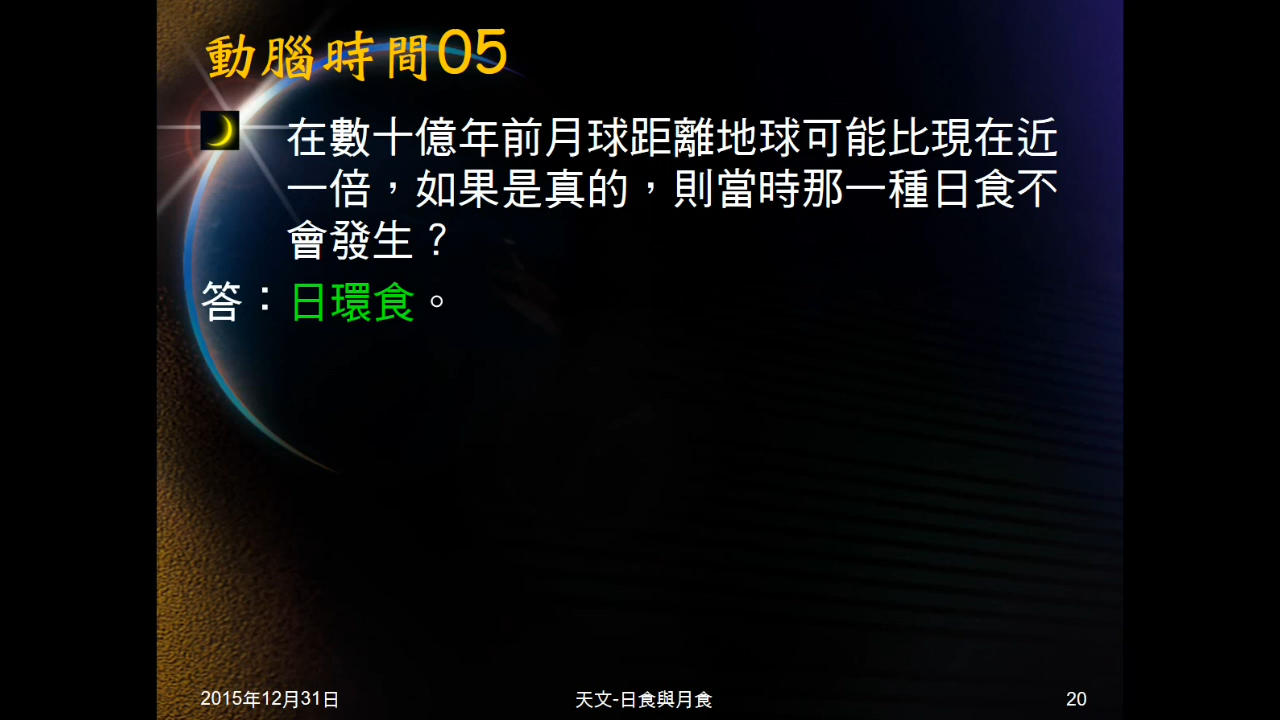 動腦時間05
在數十億年前月球距離地球可能比現在近
一倍，如果是真的，則當時那一種日食不
會發生？
答：日環食。
2015年12月31日
天文-日食與月食
20